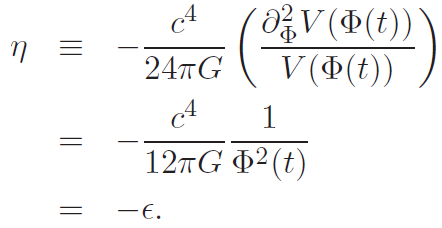 η ≡ − c⁴/24πG ( ∂²_Φ V(Φ(t)) / V(Φ(t)) )
= − c⁴/12πG 1/Φ²(t)
= −ϵ.